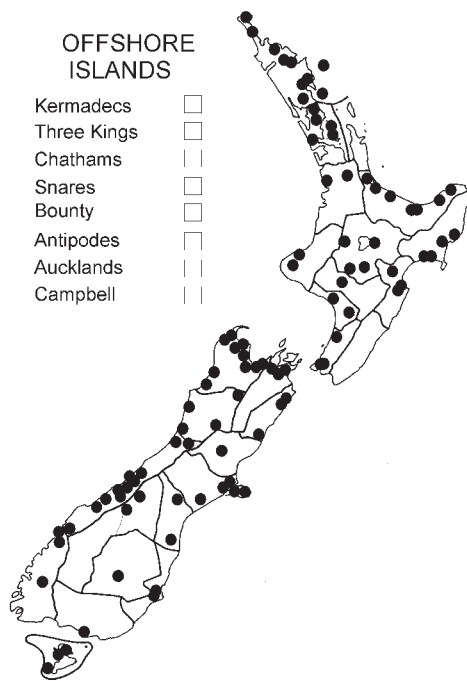 OFFSHORE
ISLANDS
Kermadecs
Three Kings
Chathams
Snares
Bounty
Antipodes
Aucklands
Campbell